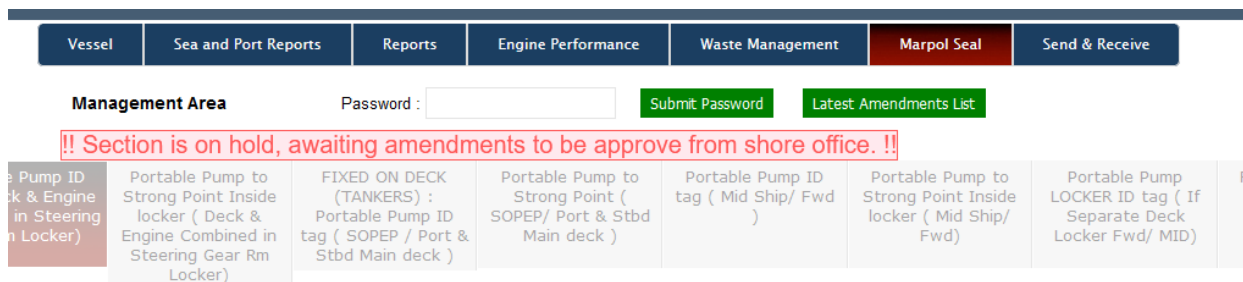 Vessel
Sea and Port Reports
Reports
Engine Performance
Waste Management
Marpol Seal
Send & Receive
Management Area
Password :
Submit Password
Latest Amendments List
!! Section is on hold, awaiting amendments to be approve from shore office. !!
Pump ID
& Engine
in Steering
Locker)
Portable Pump to
Strong Point Inside
locker ( Deck &
Engine Combined in
Steering Gear Rm
Locker)
FIXED ON DECK
(TANKERS) :
Portable Pump ID
tag ( SOPEP / Port &
Stbd Main deck )
Portable Pump to
Strong Point (
SOPEP/ Port & Stbd
Main deck )
Portable Pump ID
tag ( Mid Ship/ Fwd
)
Portable Pump to
Strong Point Inside
locker ( Mid Ship/
Fwd)
Portable Pump
LOCKER ID tag ( If
Separate Deck
Locker Fwd/ MID)